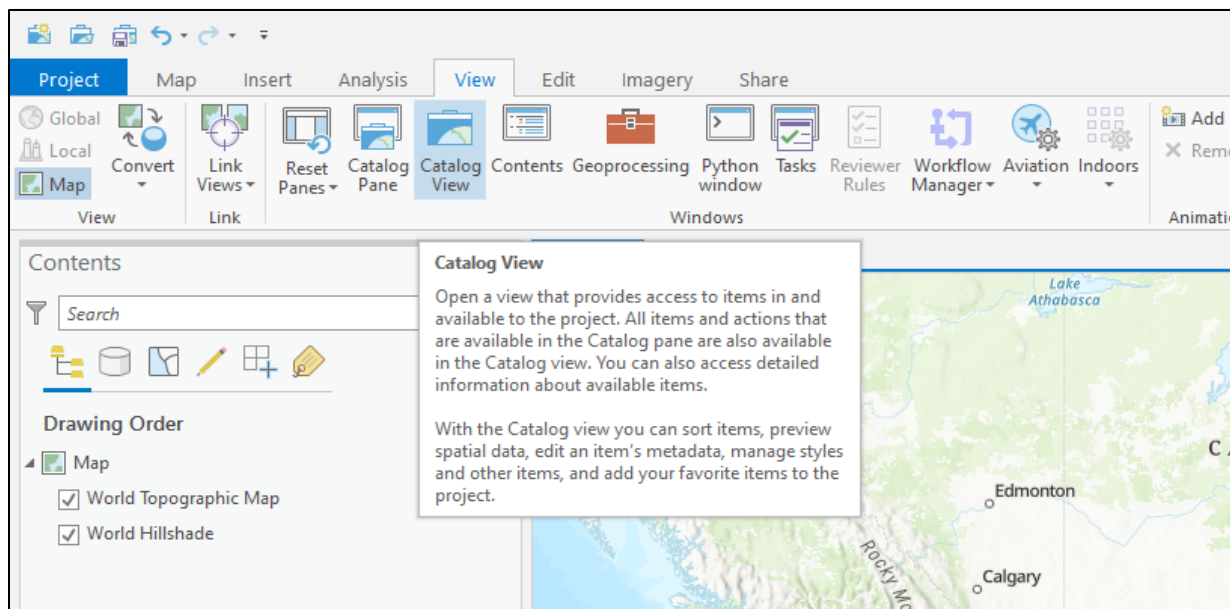 Project Map Insert Analysis View Edit Imagery Share
Global
Local
Map
Convert
Link
Views
Reset
Panes
Catalog
Pane
Catalog
View
Contents
Geoprocessing
Python
window
Tasks
Reviewer
Rules
Workflow
Manager
Aviation
Indoors
Add
Rem
View
Link
Windows
Animati
Contents
Search
Drawing Order
Map
World Topographic Map
World Hillshade
Catalog View
Open a view that provides access to items in and
available to the project. All items and actions that
are available in the Catalog pane are also available
in the Catalog view. You can also access detailed
information about available items.
With the Catalog view you can sort items, preview
spatial data, edit an item's metadata, manage styles
and other items, and add your favorite items to the
project.
Lake
Athabasca
C
Edmonton
Calgary
Rocky